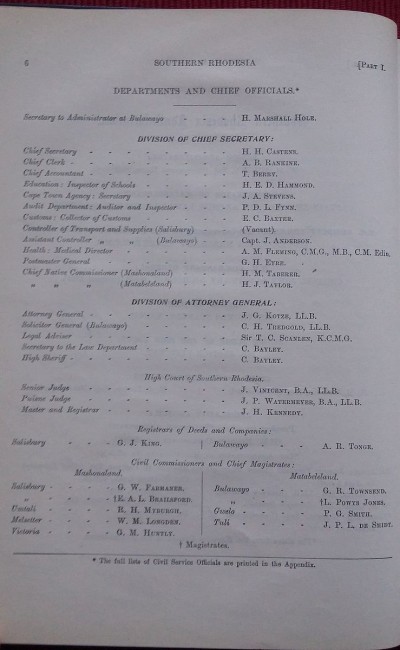 6 SOUTHERN RHODESIA [PART I.
DEPARTMENTS AND CHIEF OFFICIALS.*
Secretary to Administrator at Bulawayo - - - H. MARSHALL HOLE.
DIVISION OF CHIEF SECRETARY:
Chief Secretary - - - - - - - - H. H. CASTENS.
Chief Clerk - - - - - - - - - A. B. RANKINE.
Chief Accountant - - - - - - - - T. BERRY.
Education: Inspector of Schools - - - - - H. E. D. HAMMOND.
Cape Town Agency: Secretary - - - - - J. A. STEVENS.
Audit Department: Auditor and Inspector - - - P. D. L. FYNN.
Customs: Collector of Customs - - - - - E. C. BAXTER.
Controller of Transport and Supplies (Salisbury) - - (Vacant).
Assistant Controller „ „ (Bulawayo) - - Capt. J. ANDERSON.
Health: Medical Director - - - - - - A. M. FLEMING, C.M.G., M.B., C.M. Edin.
Postmaster General - - - - - - - G. H. EYRE.
Chief Native Commissioner (Mashonaland) - - - H. M. TABERER.
„ „ „ (Matabeleland) - - - H. J. TAYLOR.
DIVISION OF ATTORNEY GENERAL:
Attorney General - - - - - - - J. G. KOTZE, LL.B.
Solicitor General (Bulawayo) - - - - - C. H. TREDGOLD, LL.B.
Legal Adviser - - - - - - - - Sir T. C. SCANLEN, K.C.M.G.
Secretary to the Law Department - - - - - C. BAYLEY.
High Sheriff - - - - - - - - - C. BAYLEY.
High Court of Southern Rhodesia.
Senior Judge - - - - - - - - J. VINTCENT, B.A., LL.B.
Puisne Judge - - - - - - - - J. P. WATERMEYER, B.A., LL.B.
Master and Registrar - - - - - - - J. H. KENNEDY.
Registrars of Deeds and Companies:
Salisbury - - - G. J. KING. Bulawayo - - - A. R. TONGE.
Civil Commissioners and Chief Magistrates:
Mashonaland. Matabeleland.
Salisbury - - - - G. W. FARMANER. Bulawayo - - - G. R. TOWNSEND.
„ - - - - †E. A. L. BRAILSFORD. „ - - - †L. POWYS JONES.
Umtali - - - - R. H. MYBURGH. Gwelo - - - - P. G. SMITH.
Melsetter - - - - W. M. LONGDEN. Tuli - - - - J. P. L. DE SMIDT.
Victoria - - - - G. M. HUNTLY.
† Magistrates.
* The full lists of Civil Service Officials are printed in the Appendix.